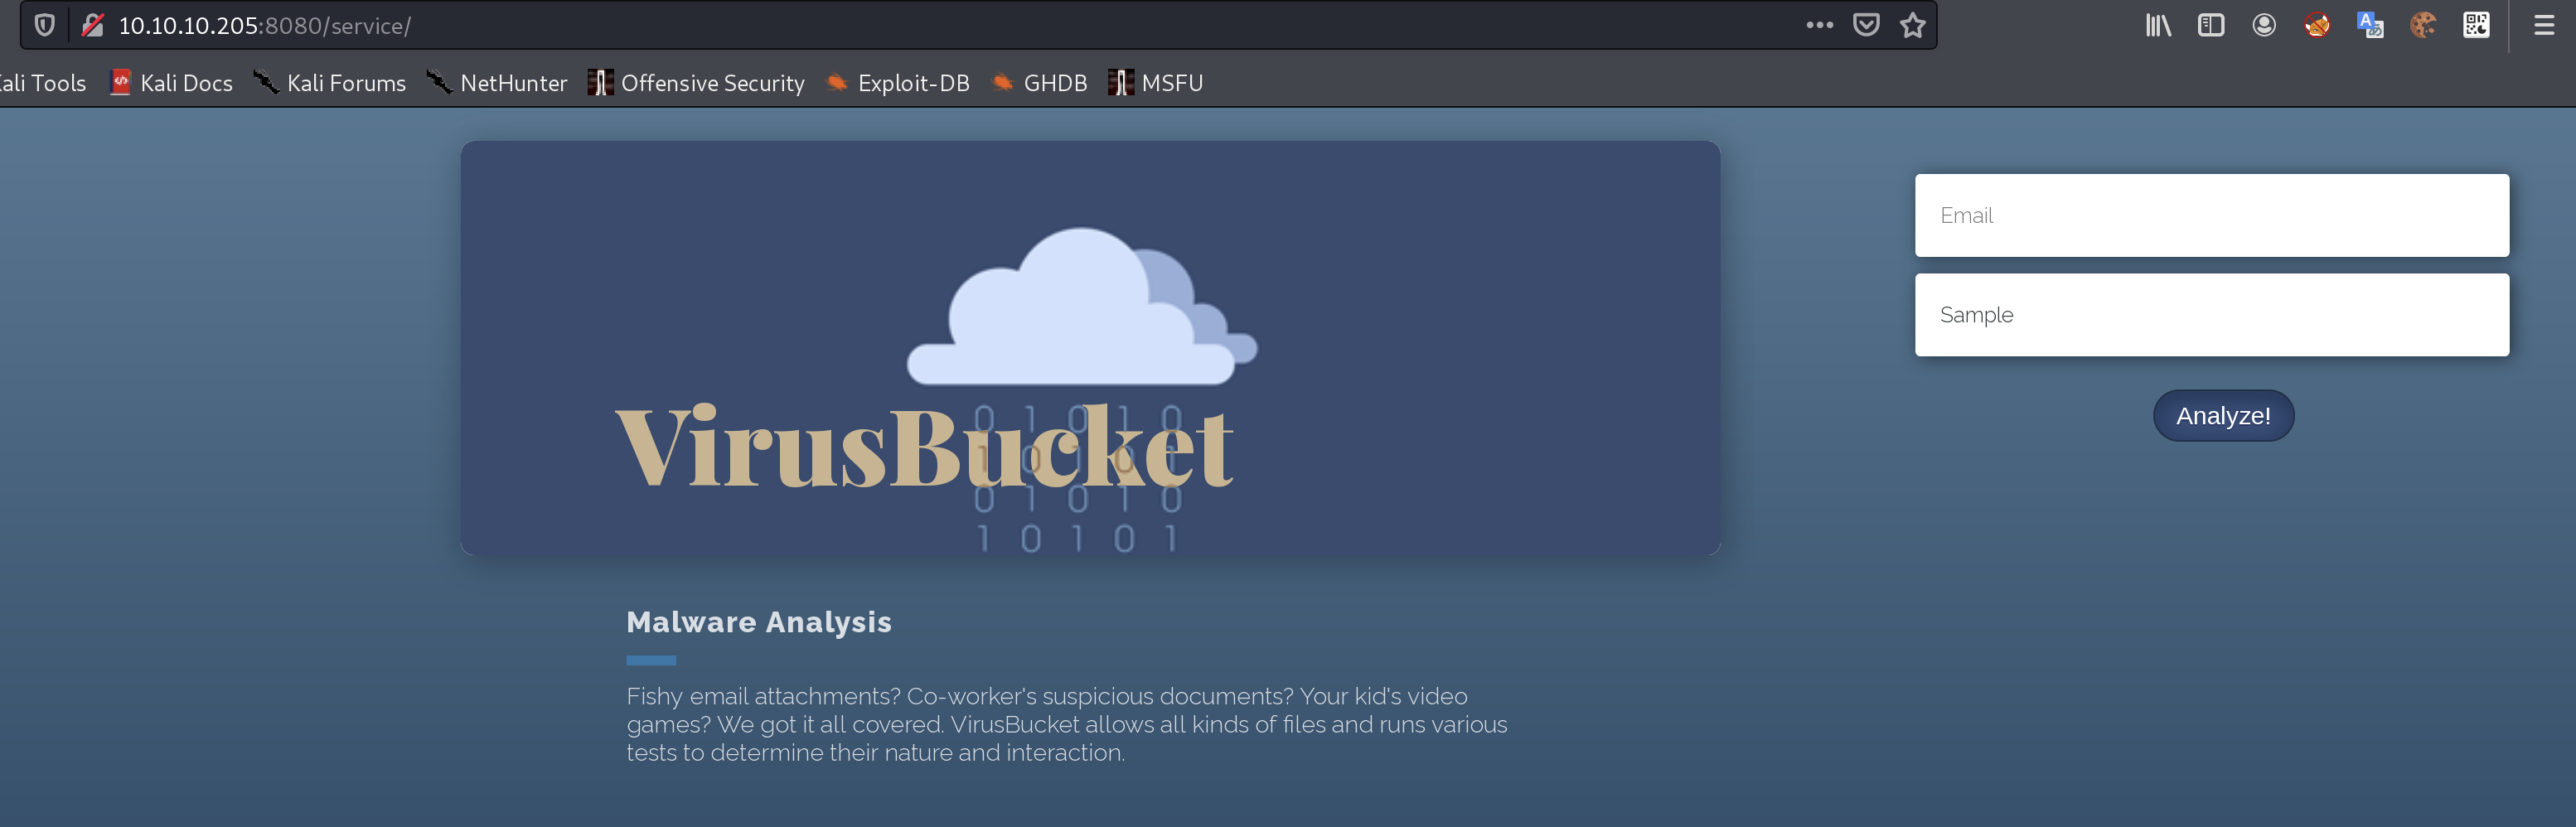 10.10.10.205:8080/service/
ali Tools Kali Docs Kali Forums NetHunter Offensive Security Exploit-DB GHDB MSFU
Email
Sample
Analyze!
VirusBucket
0 1 0 1 0
1 0 1 0 1
0 1 0 1 0
1 0 1 0 1
Malware Analysis
Fishy email attachments? Co-worker's suspicious documents? Your kid's video
games? We got it all covered. VirusBucket allows all kinds of files and runs various
tests to determine their nature and interaction.